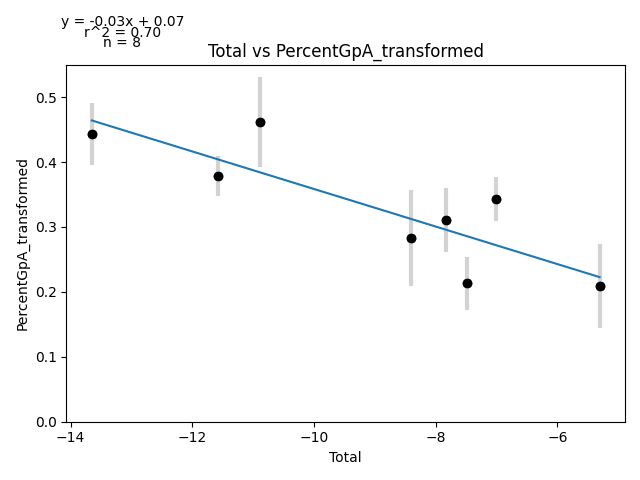 y = -0.03x + 0.07
r^2 = 0.70
n = 8
Total vs PercentGpA_transformed
0.5
0.4
0.3
0.2
0.1
0.0
PercentGpA_transformed
−14
−12
−10
−8
−6
Total